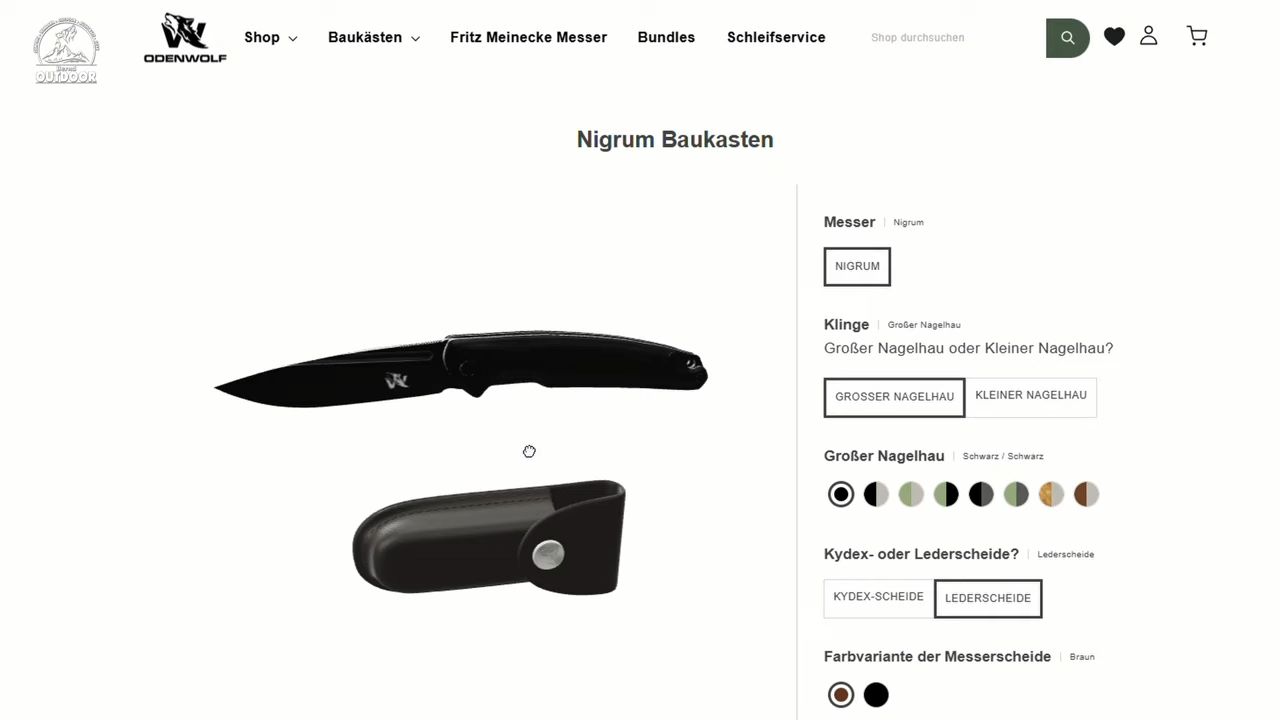 Bernd
OUTDOOR
ODENWOLF
Shop
Baukästen
Fritz Meinecke Messer
Bundles
Schleifservice
Shop durchsuchen
Nigrum Baukasten
Messer | Nigrum
NIGRUM
Klinge | Großer Nagelhau
Großer Nagelhau oder Kleiner Nagelhau?
GROSSER NAGELHAU
KLEINER NAGELHAU
Großer Nagelhau | Schwarz / Schwarz
Kydex- oder Lederscheide? | Lederscheide
KYDEX-SCHEIDE
LEDERSCHEIDE
Farbvariante der Messerscheide | Braun